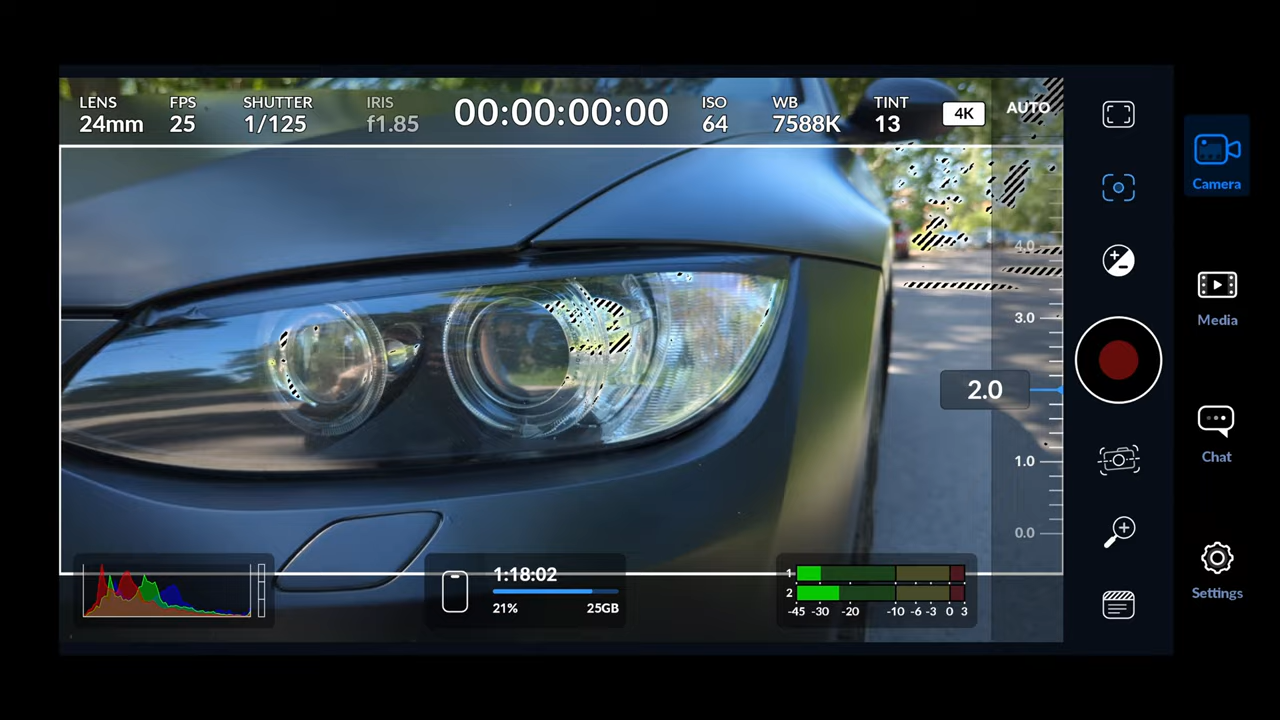 LENS FPS SHUTTER IRIS 00:00:00:00 ISO WB TINT 4K AUTO
24mm 25 1/125 f1.85 64 7588K 13
Camera
4.0
Media
3.0
2.0
Chat
1.0
0.0
1:18:02
21% 25GB
1
2
-45 -30 -20 -10 -6 -3 0 3
Settings